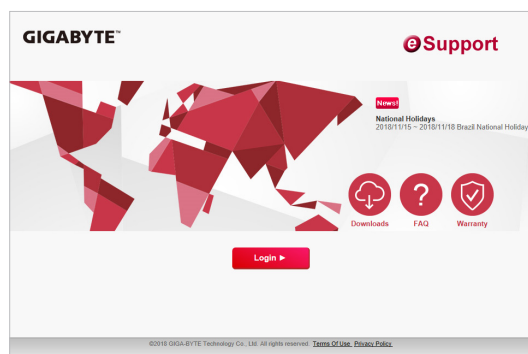 GIGABYTE™
eSupport
News!
National Holidays
2018/11/15 ~ 2018/11/18 Brazil National Holiday
Downloads FAQ Warranty
Login
©2018 GIGA-BYTE Technology Co., Ltd. All rights reserved. Terms Of Use Privacy Policy